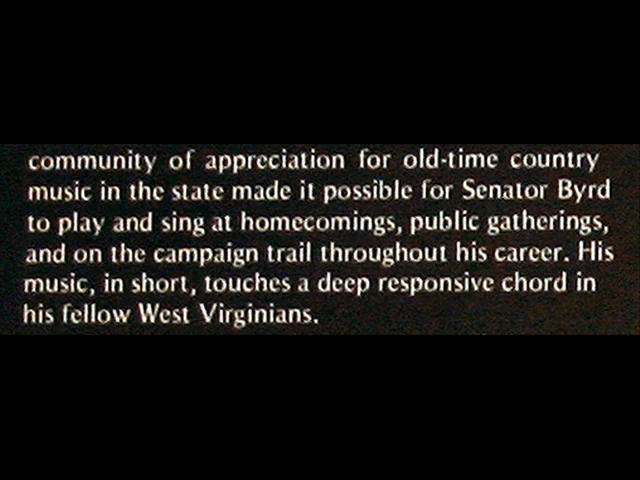 community of appreciation for old-time country
music in the state made it possible for Senator Byrd
to play and sing at homecomings, public gatherings,
and on the campaign trail throughout his career. His
music, in short, touches a deep responsive chord in
his fellow West Virginians.